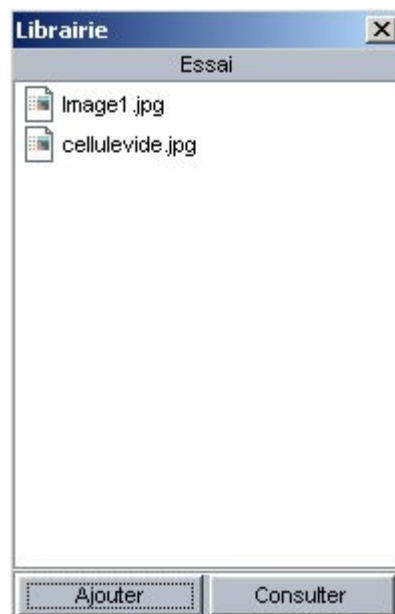 Librairie
Essai
Image1.jpg
cellulevide.jpg
Ajouter Consulter